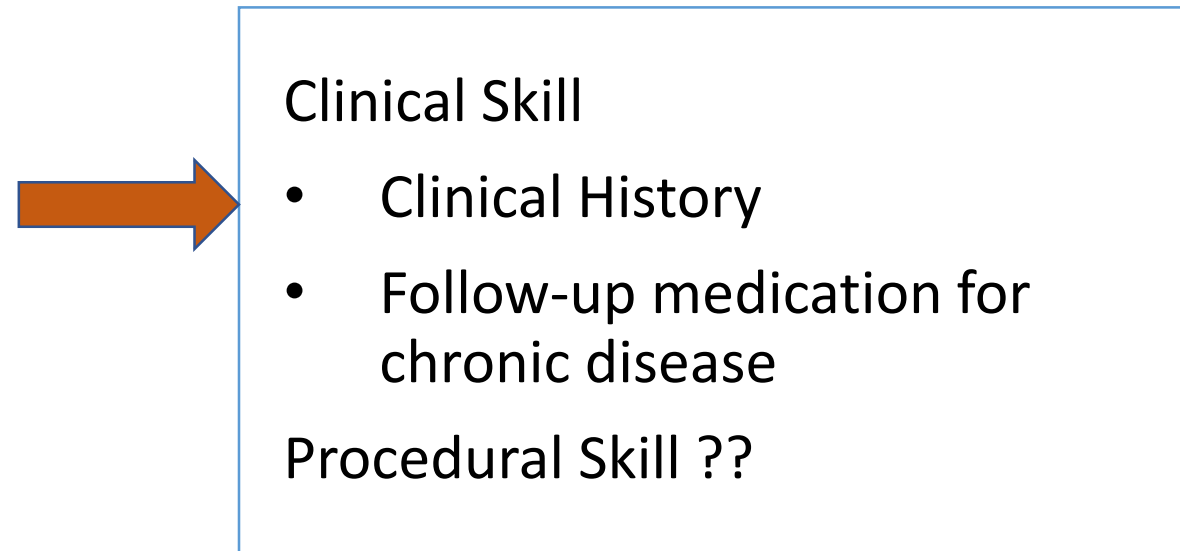 Clinical Skill
• Clinical History
• Follow-up medication for
chronic disease
Procedural Skill ??